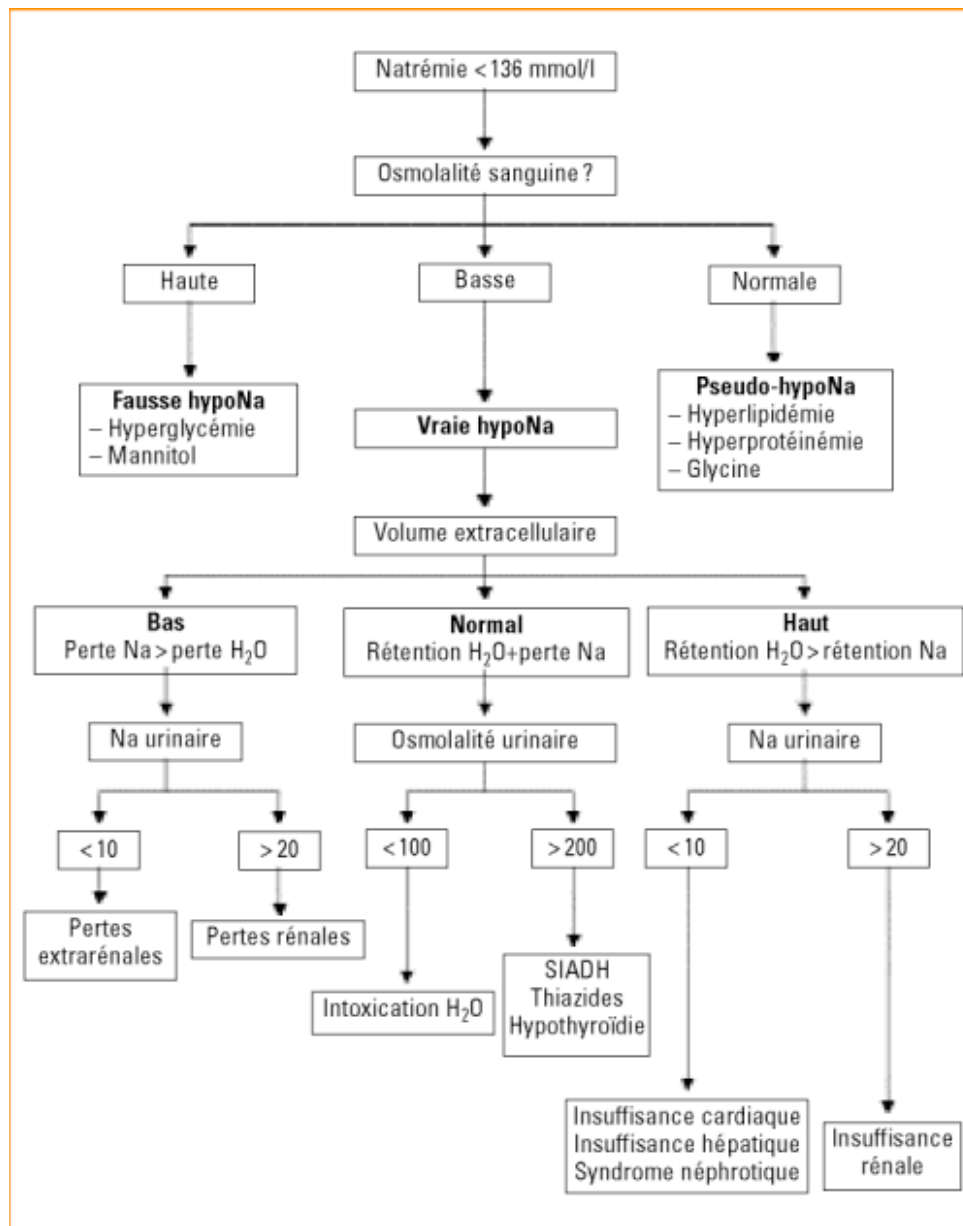 Natrémie <136 mmol/l
Osmolalité sanguine ?
Haute
Basse
Normale
Fausse hypoNa
– Hyperglycémie
– Mannitol
Vraie hypoNa
Pseudo-hypoNa
– Hyperlipidémie
– Hyperprotéinémie
– Glycine
Volume extracellulaire
Bas
Perte Na > perte H₂O
Normal
Rétention H₂O+perte Na
Haut
Rétention H₂O > rétention Na
Na urinaire
Osmolalité urinaire
Na urinaire
<10
>20
<100
>200
<10
>20
Pertes
extrarénales
Pertes rénales
Intoxication H₂O
SIADH
Thiazides
Hypothyroïdie
Insuffisance cardiaque
Insuffisance hépatique
Syndrome néphrotique
Insuffisance
rénale